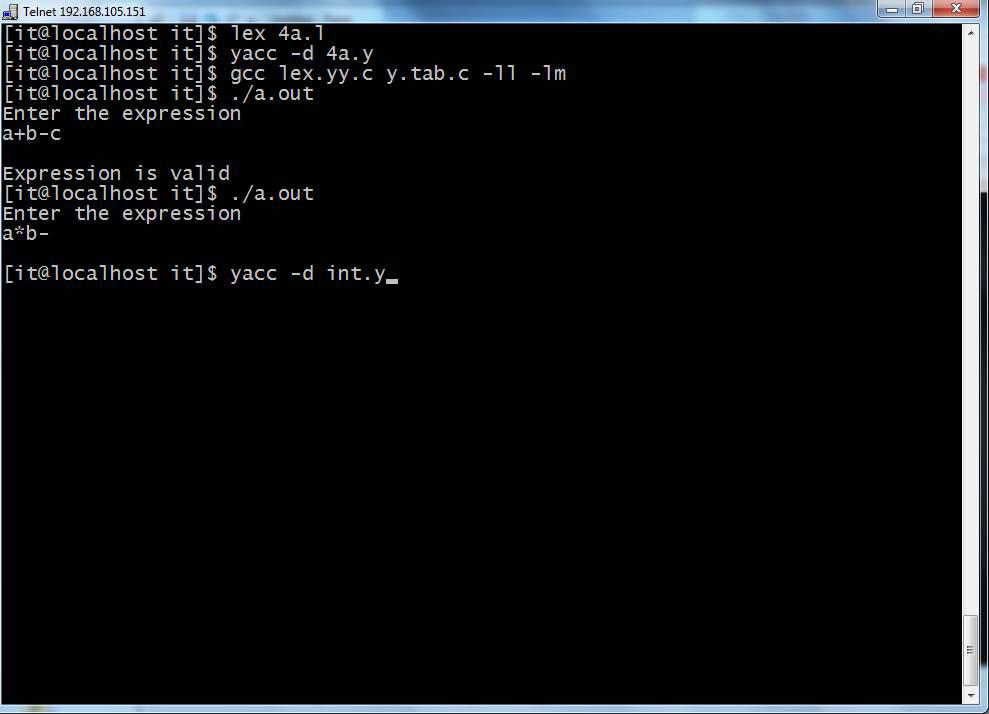 Telnet 192.168.105.151
[it@localhost it]$ lex 4a.l
[it@localhost it]$ yacc -d 4a.y
[it@localhost it]$ gcc lex.yy.c y.tab.c -ll -lm
[it@localhost it]$ ./a.out
Enter the expression
a+b-c
Expression is valid
[it@localhost it]$ ./a.out
Enter the expression
a*b-
[it@localhost it]$ yacc -d int.y